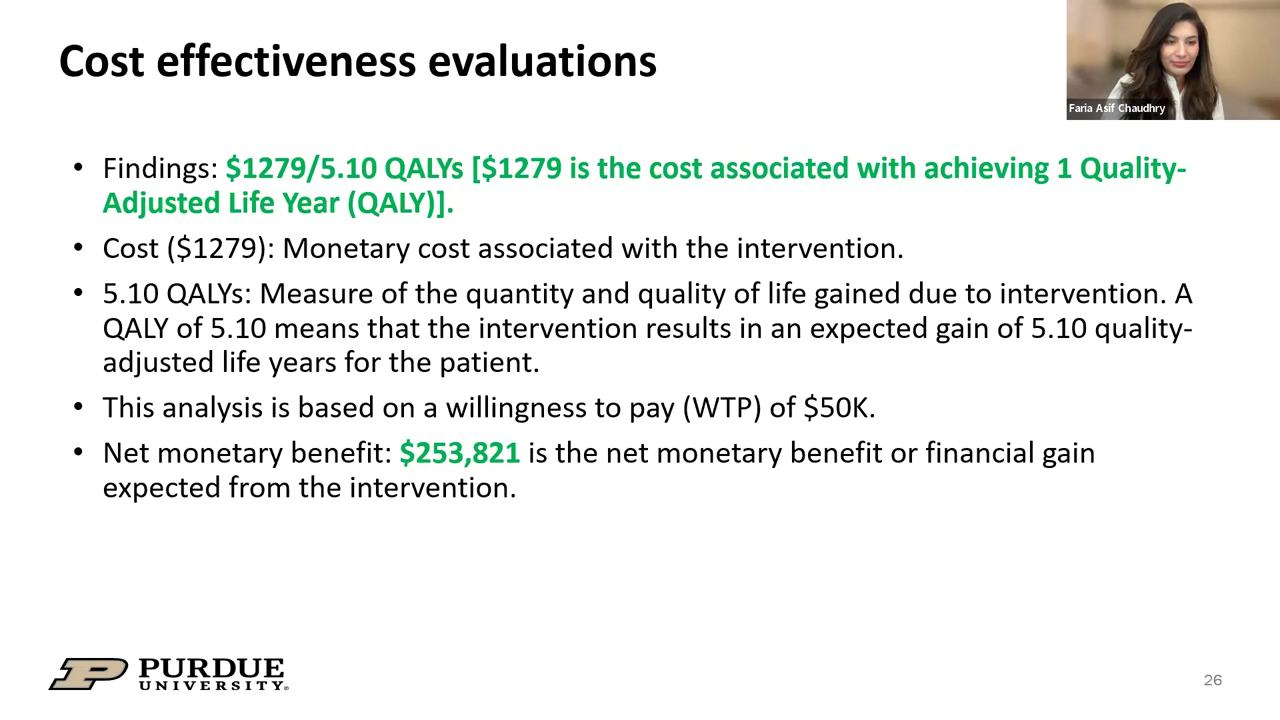 Cost effectiveness evaluations
Faria Asif Chaudhry
• Findings: $1279/5.10 QALYs [$1279 is the cost associated with achieving 1 Quality-
Adjusted Life Year (QALY)].
• Cost ($1279): Monetary cost associated with the intervention.
• 5.10 QALYs: Measure of the quantity and quality of life gained due to intervention. A
QALY of 5.10 means that the intervention results in an expected gain of 5.10 quality-
adjusted life years for the patient.
• This analysis is based on a willingness to pay (WTP) of $50K.
• Net monetary benefit: $253,821 is the net monetary benefit or financial gain
expected from the intervention.
PURDUE
UNIVERSITY®
26